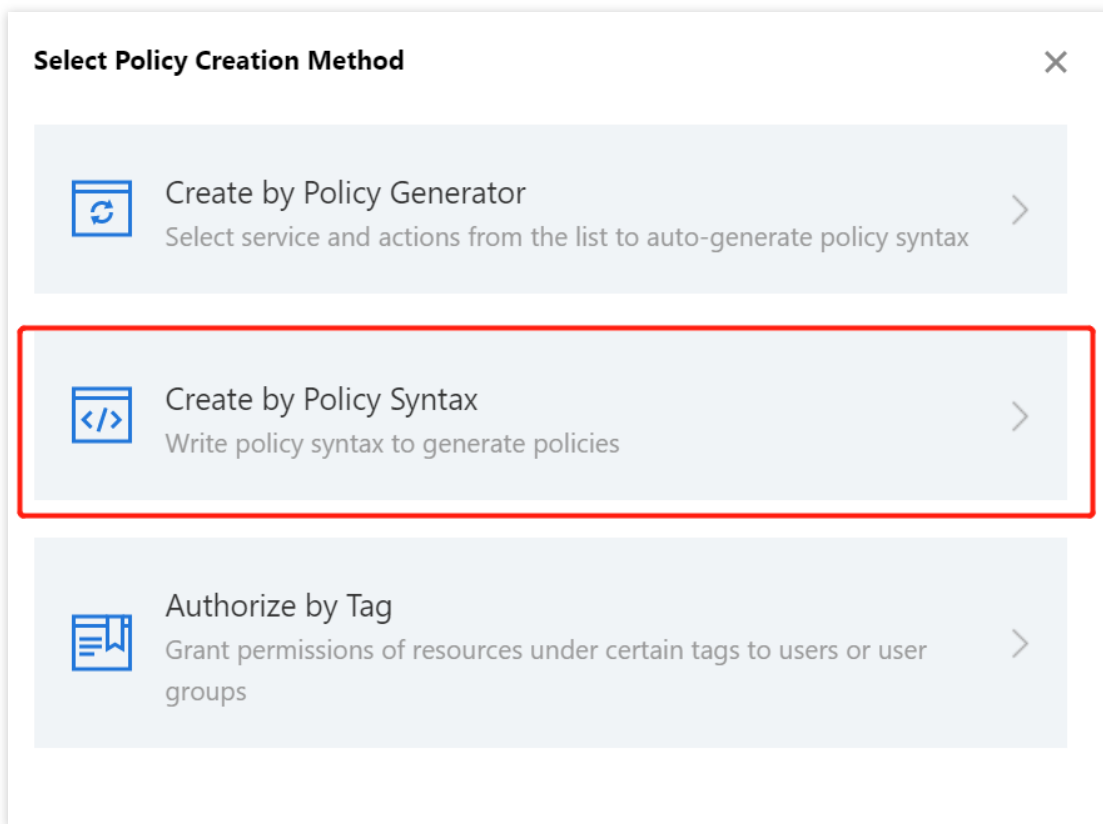 Select Policy Creation Method
Create by Policy Generator
Select service and actions from the list to auto-generate policy syntax
Create by Policy Syntax
Write policy syntax to generate policies
Authorize by Tag
Grant permissions of resources under certain tags to users or user
groups